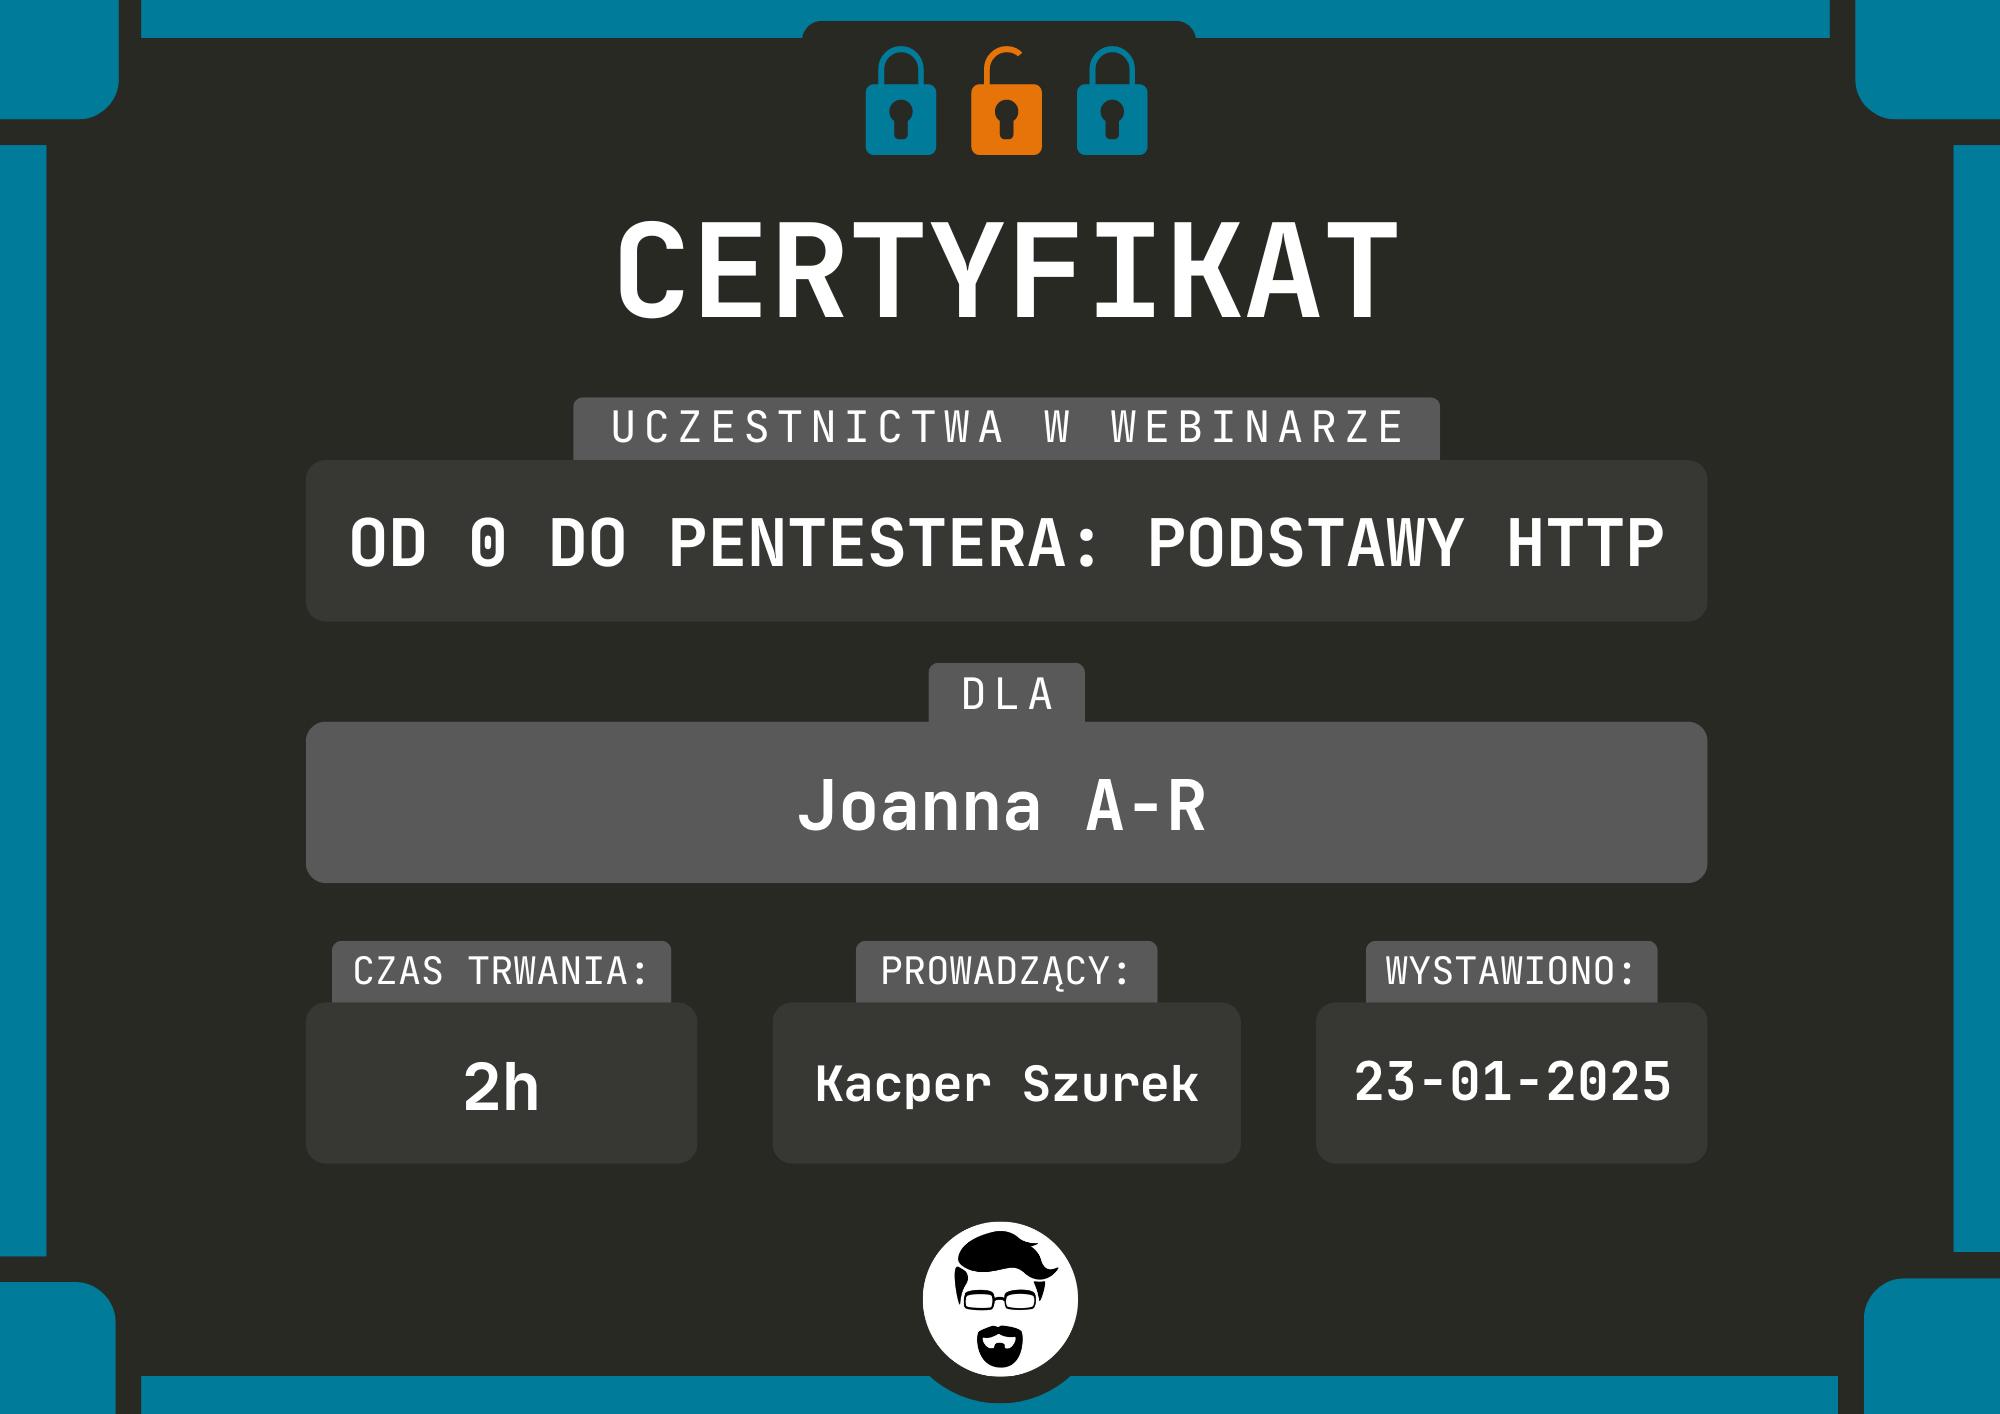 CERTYFIKAT
UCZESTNICTWA W WEBINARZE
OD 0 DO PENTESTERA: PODSTAWY HTTP
DLA
Joanna A-R
CZAS TRWANIA:
2h
PROWADZĄCY:
Kacper Szurek
WYSTAWIONO:
23-01-2025